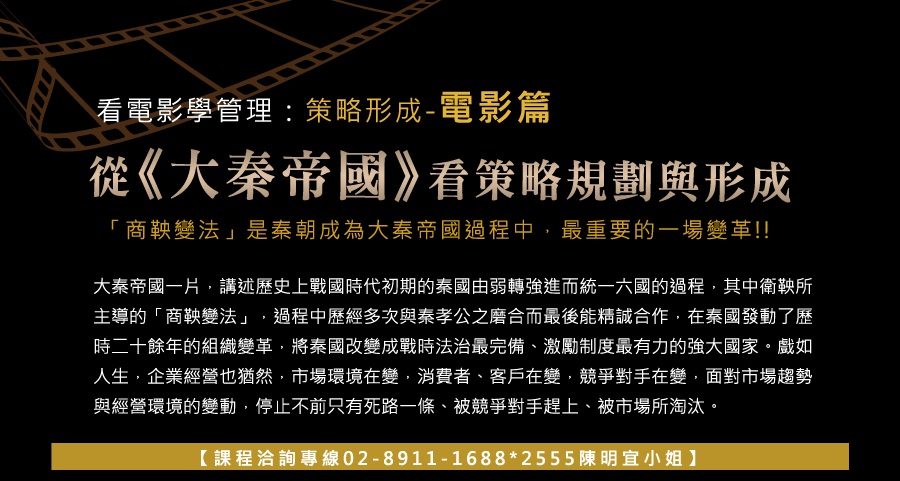 看電影學管理：策略形成-電影篇
從《大秦帝國》看策略規劃與形成
「商鞅變法」是秦朝成為大秦帝國過程中，最重要的一場變革!!
大秦帝國一片，講述歷史上戰國時代初期的秦國由弱轉強進而統一六國的過程，其中衛鞅所
主導的「商鞅變法」，過程中歷經多次與秦孝公之磨合而最後能精誠合作，在秦國發動了歷
時二十餘年的組織變革，將秦國改變成戰時法治最完備、激勵制度最有力的強大國家。戲如
人生，企業經營也猶然，市場環境在變，消費者、客戶在變，競爭對手在變，面對市場趨勢
與經營環境的變動，停止不前只有死路一條、被競爭對手趕上、被市場所淘汰。
【課程洽詢專線02-8911-1688*2555陳明宜小姐】